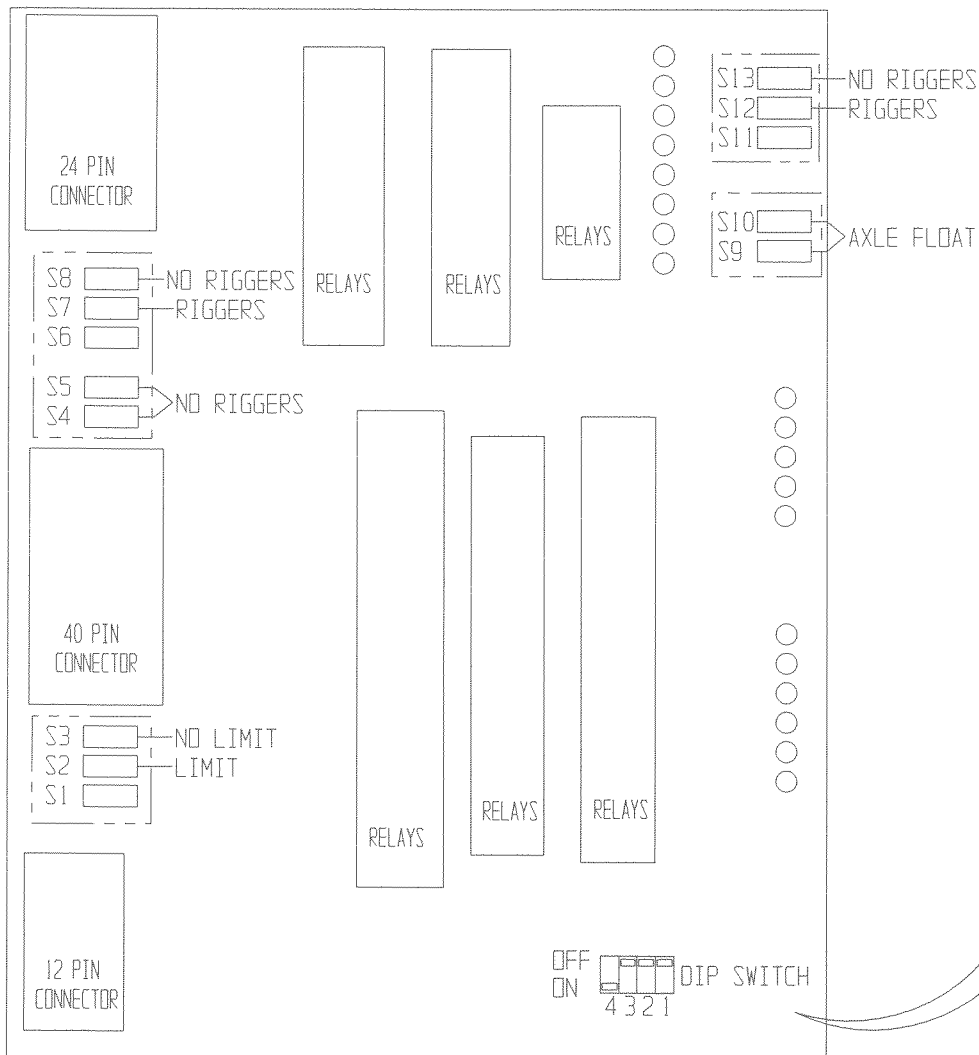 24 PIN
CONNECTOR
RELAYS
RELAYS
RELAYS
S13 NO RIGGERS
S12 RIGGERS
S11
S10
S9
AXLE FLOAT
S8 NO RIGGERS
S7 RIGGERS
S6
S5
S4
NO RIGGERS
40 PIN
CONNECTOR
S3 NO LIMIT
S2 LIMIT
S1
RELAYS
RELAYS
RELAYS
12 PIN
CONNECTOR
OFF
ON
DIP SWITCH
4321